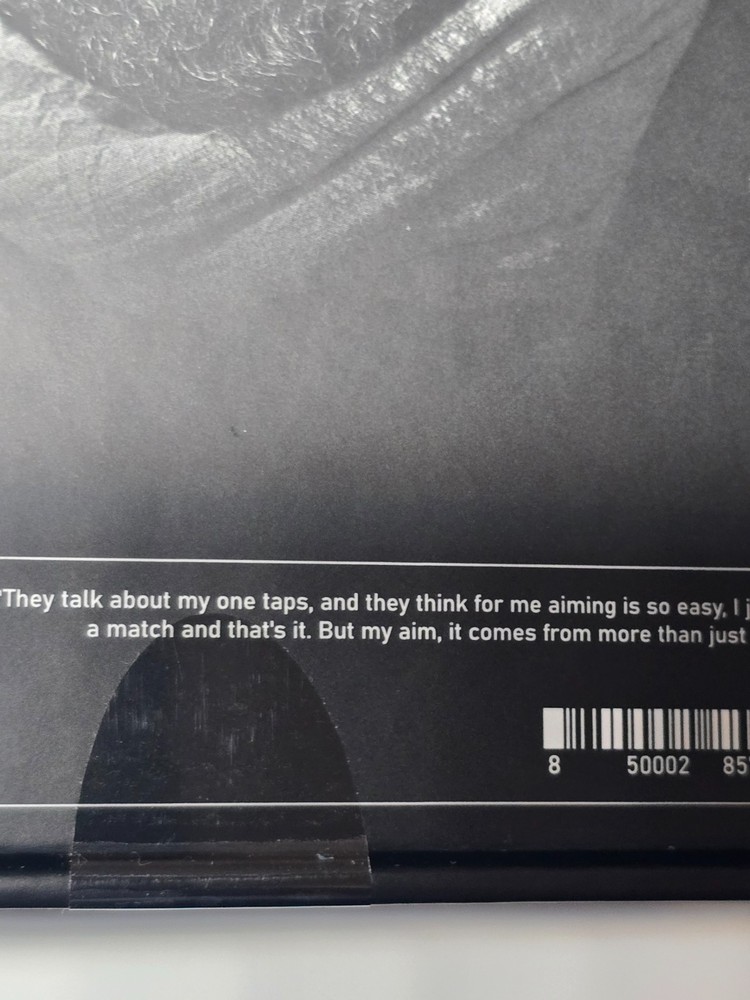 "They talk about my one taps, and they think for me aiming is so easy, I j
a match and that's it. But my aim, it comes from more than just
8 50002 85